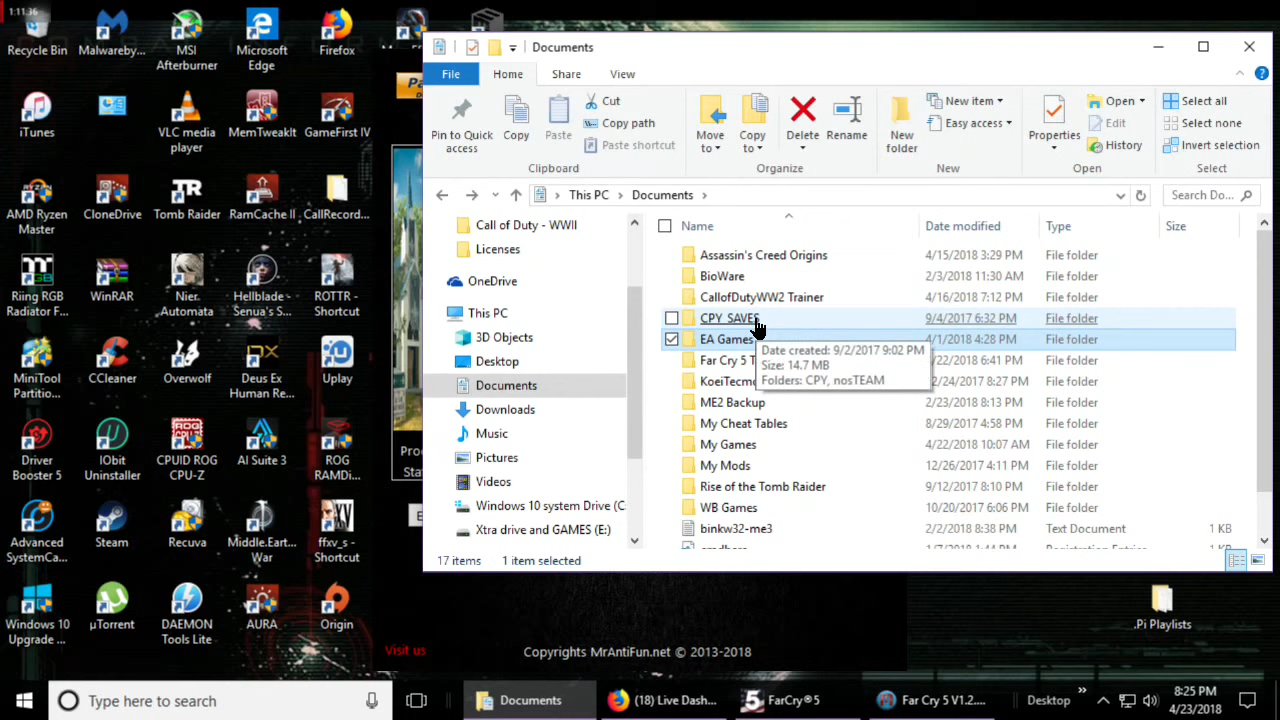 1:11:36
Recycle Bin
Malwareby...
MSI
Afterburner
Microsoft
Edge
Firefox
iTunes
VLC media
player
MemTweakIt
GameFirst IV
AMD Ryzen
Master
CloneDrive
Tomb Raider
RamCache II
CallRecord...
Riing RGB
Radiator F...
WinRAR
Nier.
Automata
Hellblade -
Senua's S...
ROTTR -
Shortcut
MiniTool
Partitio...
CCleaner
Overwolf
Deus Ex
Human Re...
Uplay
Driver
Booster 5
IObit
Uninstaller
CPUID ROG
CPU-Z
AI Suite 3
ROG
RAMDi...
Advanced
SystemCa...
Steam
Recuva
Middle.Eart...
War
ffxv_s -
Shortcut
Windows 10
Upgrade ...
µTorrent
DAEMON
Tools Lite
AURA
Origin
Documents
File
Home
Share
View
Pin to Quick
access
Copy
Paste
Cut
Copy path
Paste shortcut
Clipboard
Move
to
Copy
to
Delete
Rename
Organize
New
folder
New item
Easy access
New
Properties
Open
Edit
History
Open
Select all
Select none
Invert selection
Select
This PC
Documents
Search Do...
Call of Duty - WWII
Licenses
OneDrive
This PC
3D Objects
Desktop
Documents
Downloads
Music
Pictures
Videos
Windows 10 system Drive (C:
Xtra drive and GAMES (E:)
Name Date modified Type Size
Assassin's Creed Origins 4/15/2018 3:29 PM File folder
BioWare 2/3/2018 11:30 AM File folder
CallofDutyWW2 Trainer 4/16/2018 7:12 PM File folder
CPY_SAVES 9/4/2017 6:32 PM File folder
EA Games 4/1/2018 4:28 PM File folder
Far Cry 5 T /22/2018 6:41 PM File folder
KoeiTecmo 2/24/2017 8:27 PM File folder
ME2 Backup 2/23/2018 8:13 PM File folder
My Cheat Tables 8/29/2017 4:58 PM File folder
My Games 4/22/2018 10:07 AM File folder
My Mods 12/26/2017 4:11 PM File folder
Rise of the Tomb Raider 9/12/2017 8:10 PM File folder
WB Games 10/20/2017 6:06 PM File folder
binkw32-me3 2/2/2018 8:38 PM Text Document 1 KB
Date created: 9/2/2017 9:02 PM
Size: 14.7 MB
Folders: CPY, nosTEAM
17 items 1 item selected
.Pi Playlists
Visit us
Copyrights MrAntiFun.net © 2013-2018
Type here to search
Documents
(18) Live Dash...
FarCry®5
Far Cry 5 V1.2....
Desktop
8:25 PM
4/23/2018